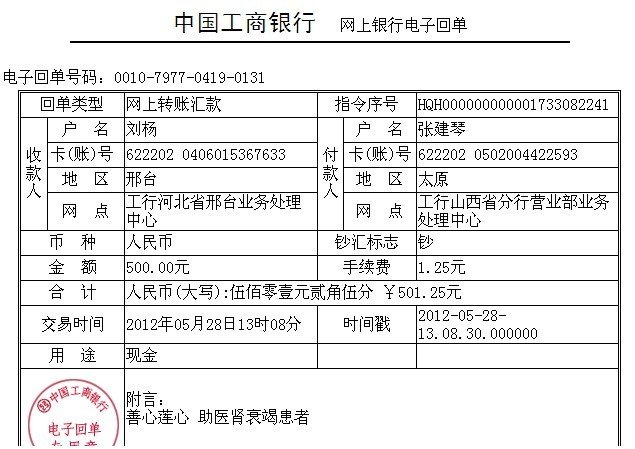 中国工商银行 网上银行电子回单
电子回单号码：0010-7977-0419-0131
回单类型 网上转账汇款 指令序号 HQH000000000001733082241
收款人 户 名 刘杨 付款人 户 名 张建琴
卡(账)号 622202 0406015367633 卡(账)号 622202 0502004422593
地 区 邢台 地 区 太原
网 点 工行河北省邢台业务处理中心 网 点 工行山西省分行营业部业务处理中心
币 种 人民币 钞汇标志 钞
金 额 500.00元 手续费 1.25元
合 计 人民币(大写):伍佰零壹元贰角伍分 ￥501.25元
交易时间 2012年05月28日13时08分 时间戳 2012-05-28-13.08.30.000000
用 途 现金
附言：
善心莲心 助医肾衰竭患者
中国工商银行
电子回单